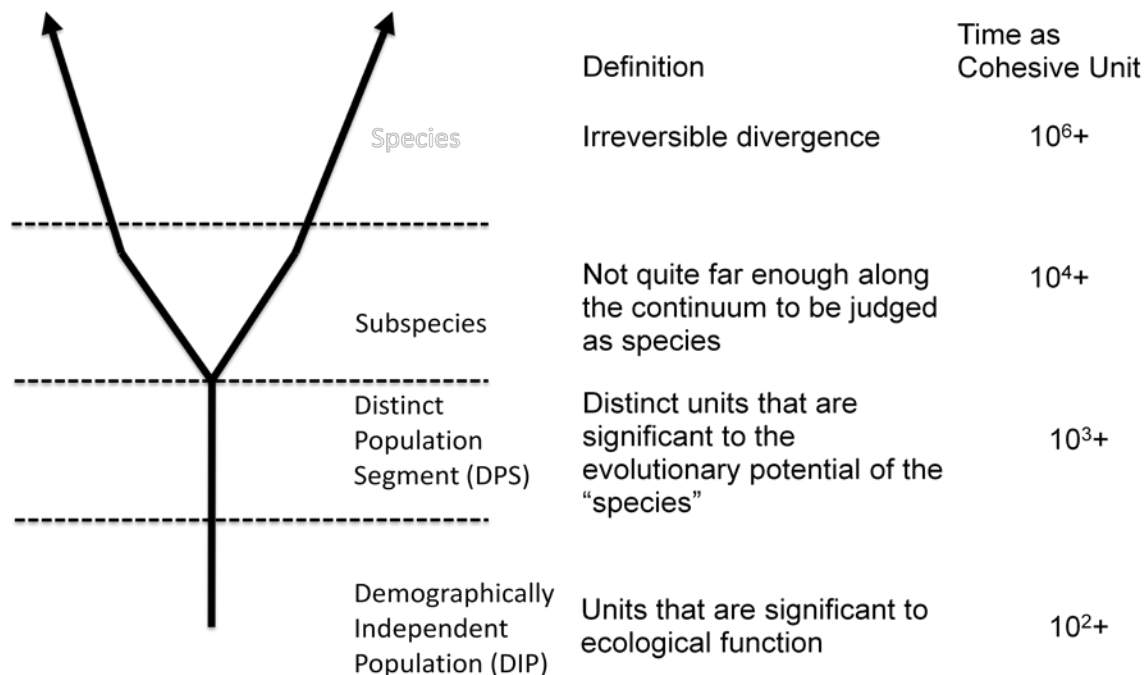 Definition
Time as
Cohesive Unit
Species
Irreversible divergence
10⁶+
Subspecies
Not quite far enough along
the continuum to be judged
as species
10⁴+
Distinct
Population
Segment (DPS)
Distinct units that are
significant to the
evolutionary potential of the
“species”
10³+
Demographically
Independent
Population (DIP)
Units that are significant to
ecological function
10²+